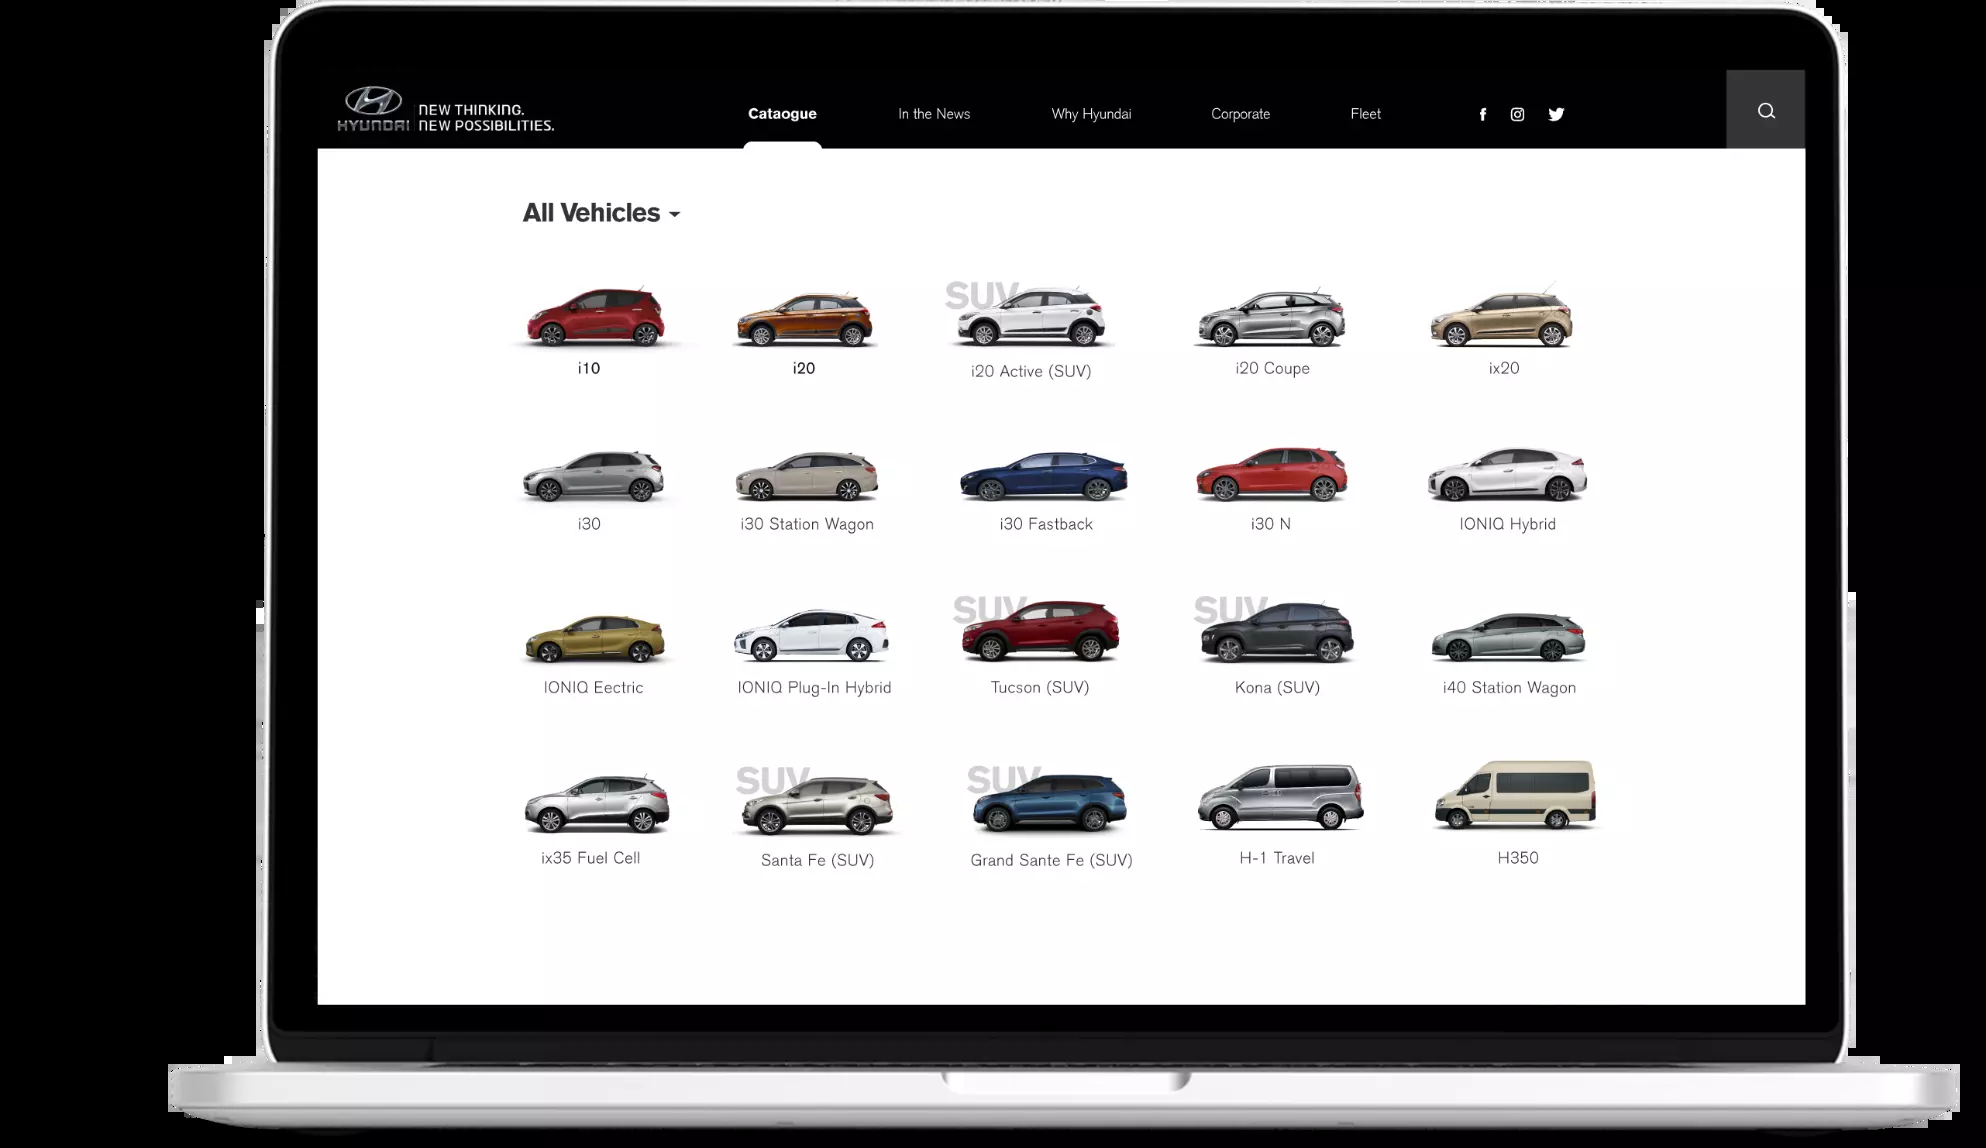 HYUNDAI
NEW THINKING.
NEW POSSIBILITIES.
Cataogue
In the News
Why Hyundai
Corporate
Fleet
All Vehicles
i10
i20
SUV
i20 Active (SUV)
i20 Coupe
ix20
i30
i30 Station Wagon
i30 Fastback
i30 N
IONIQ Hybrid
IONIQ Eectric
IONIQ Plug-In Hybrid
SUV
Tucson (SUV)
SUV
Kona (SUV)
i40 Station Wagon
ix35 Fuel Cell
SUV
Santa Fe (SUV)
SUV
Grand Sante Fe (SUV)
H-1 Travel
H350